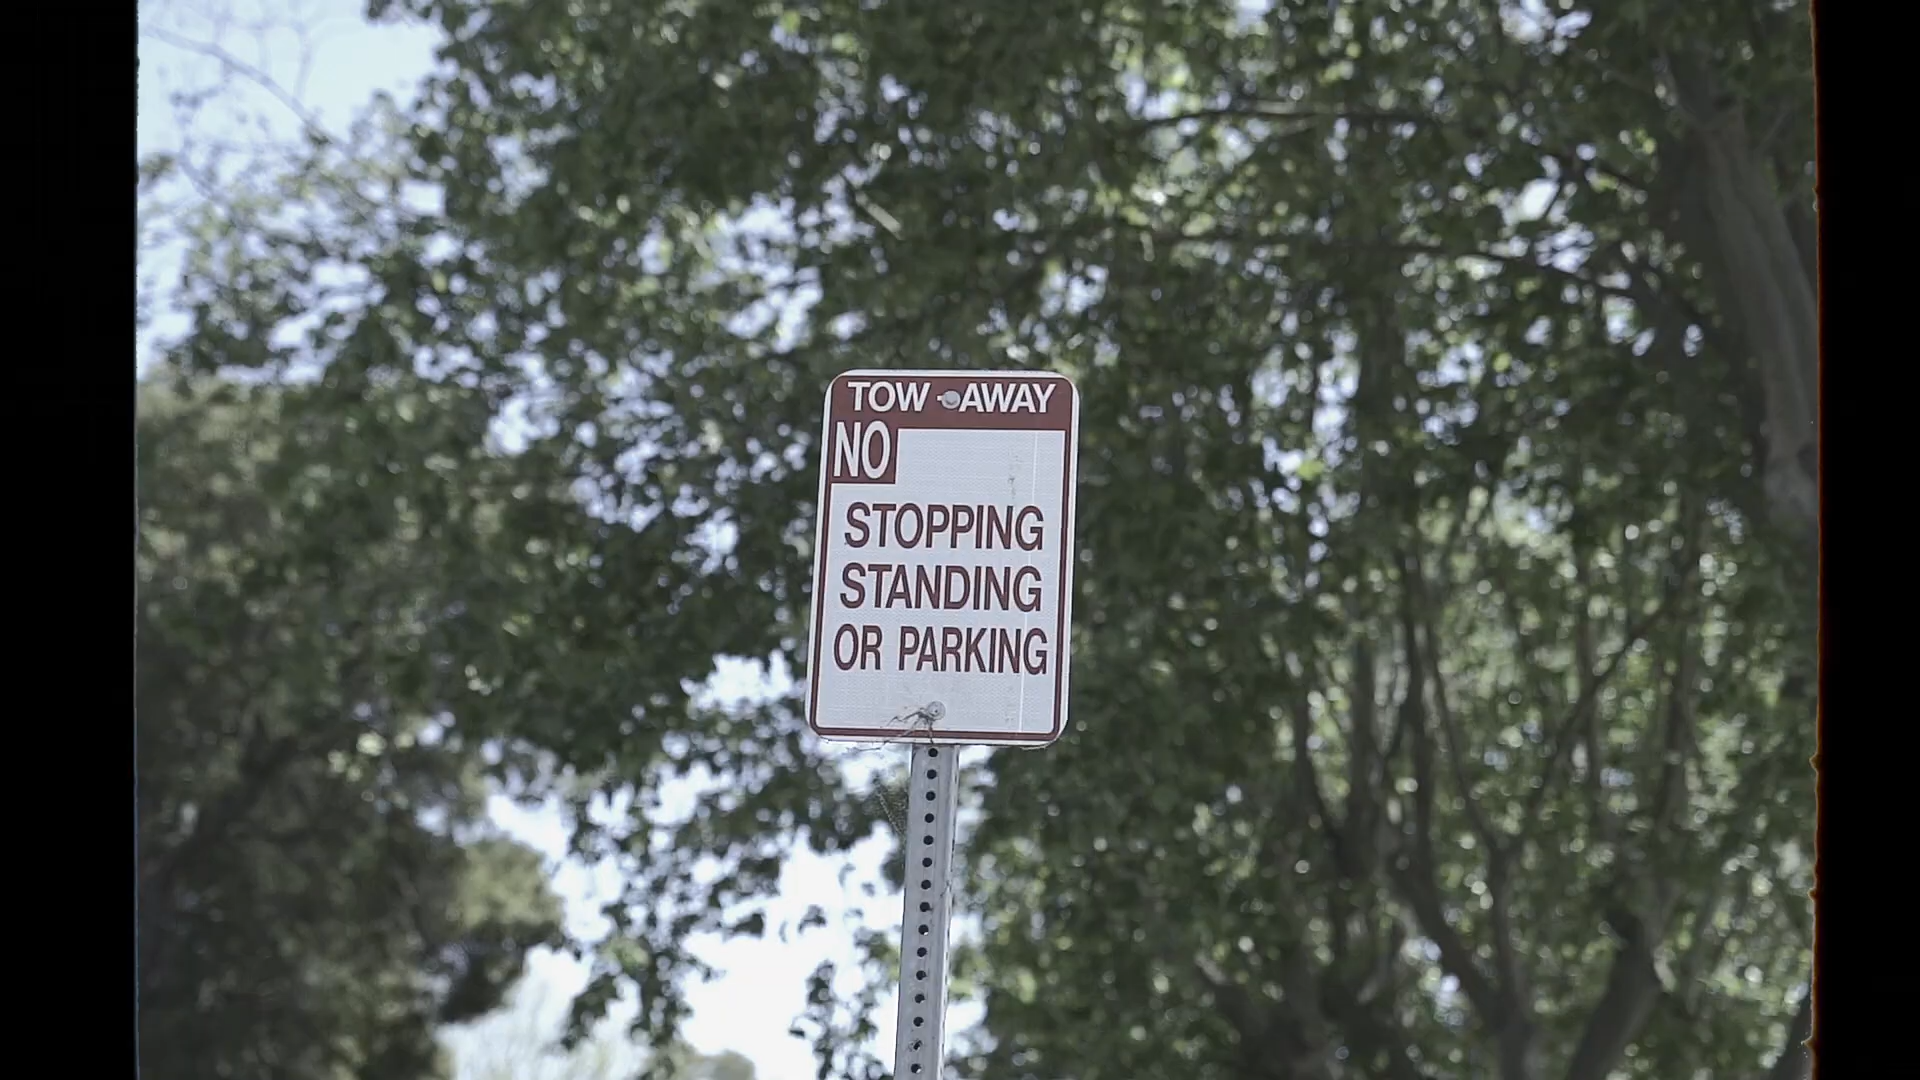 TOW - AWAY
NO
STOPPING
STANDING
OR PARKING